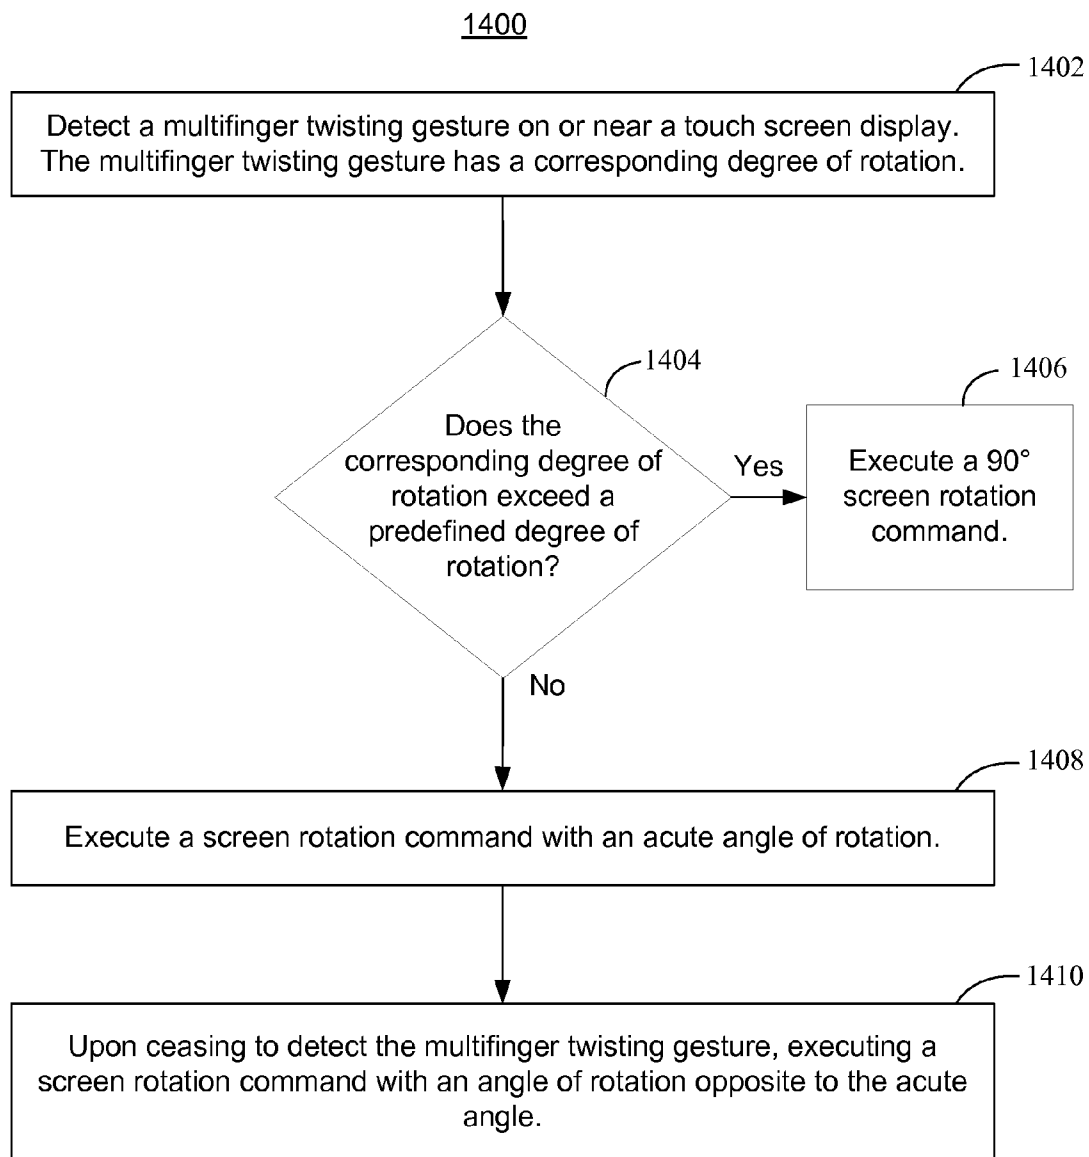 1400
1402
Detect a multifinger twisting gesture on or near a touch screen display.
The multifinger twisting gesture has a corresponding degree of rotation.
1404
Does the
corresponding degree of
rotation exceed a
predefined degree of
rotation?
Yes
1406
Execute a 90°
screen rotation
command.
No
1408
Execute a screen rotation command with an acute angle of rotation.
1410
Upon ceasing to detect the multifinger twisting gesture, executing a
screen rotation command with an angle of rotation opposite to the acute
angle.